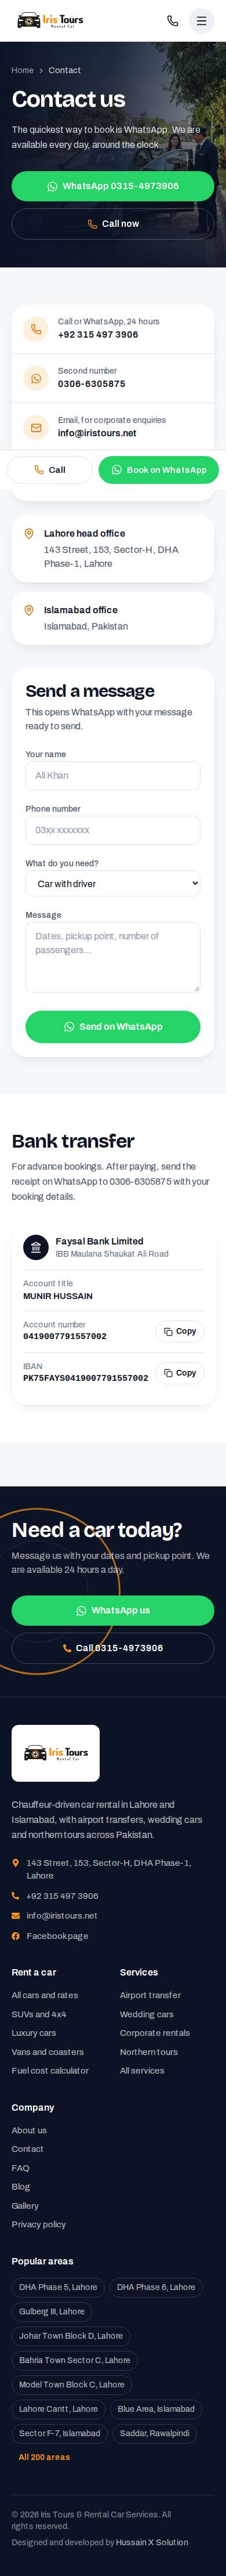 Iris Tours
Rental Car
Home > Contact
Contact us
The quickest way to book is WhatsApp. We are
available every day, around the clock.
WhatsApp 0315-4973906
Call now
Call or WhatsApp, 24 hours
+92 315 497 3906
Second number
0306-6305875
Email, for corporate enquiries
info@iristours.net
Call
Book on WhatsApp
Lahore head office
143 Street, 153, Sector-H, DHA
Phase-1, Lahore
Islamabad office
Islamabad, Pakistan
Send a message
This opens WhatsApp with your message
ready to send.
Your name
Ali Khan
Phone number
03xx xxxxxxx
What do you need?
Car with driver
Message
Dates, pickup point, number of
passengers...
Send on WhatsApp
Bank transfer
For advance bookings. After paying, send the
receipt on WhatsApp to 0306-6305875 with your
booking details.
Faysal Bank Limited
IBB Maulana Shaukat Ali Road
Account title
MUNIR HUSSAIN
Account number
0419007791557002
Copy
IBAN
PK75FAYS0419007791557002
Copy
Need a car today?
Message us with your dates and pickup point. We
are available 24 hours a day.
WhatsApp us
Call 0315-4973906
Iris Tours
Rental Car
Chauffeur-driven car rental in Lahore and
Islamabad, with airport transfers, wedding cars
and northern tours across Pakistan.
143 Street, 153, Sector-H, DHA Phase-1,
Lahore
+92 315 497 3906
info@iristours.net
Facebook page
Rent a car
All cars and rates
SUVs and 4x4
Luxury cars
Vans and coasters
Fuel cost calculator
Services
Airport transfer
Wedding cars
Corporate rentals
Northern tours
All services
Company
About us
Contact
FAQ
Blog
Gallery
Privacy policy
Popular areas
DHA Phase 5, Lahore
DHA Phase 6, Lahore
Gulberg III, Lahore
Johar Town Block D, Lahore
Bahria Town Sector C, Lahore
Model Town Block C, Lahore
Lahore Cantt, Lahore
Blue Area, Islamabad
Sector F-7, Islamabad
Saddar, Rawalpindi
All 200 areas
© 2026 Iris Tours & Rental Car Services. All
rights reserved.
Designed and developed by Hussain X Solution